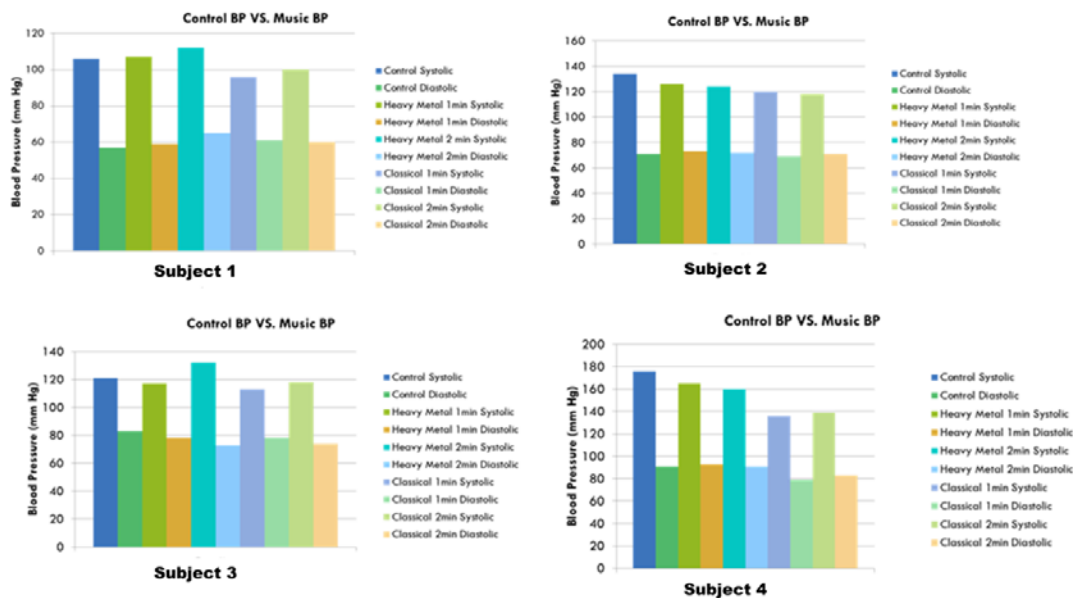 Control BP VS. Music BP
Blood Pressure (mm Hg)
120
100
80
60
40
20
0
Control Systolic
Control Diastolic
Heavy Metal 1min Systolic
Heavy Metal 1min Diastolic
Heavy Metal 2 min Systolic
Heavy Metal 2min Diastolic
Classical 1min Systolic
Classical 1min Diastolic
Classical 2min Systolic
Classical 2min Diastolic
Subject 1
Control BP VS. Music BP
Blood Pressure (mm Hg)
160
140
120
100
80
60
40
20
0
Control Systolic
Control Diastolic
Heavy Metal 1min Systolic
Heavy Metal 1min Diastolic
Heavy Metal 2min Systolic
Heavy Metal 2min Diastolic
Classical 1min Systolic
Classical 1min Diastolic
Classical 2min Systolic
Classical 2min Diastolic
Subject 2
Control BP VS. Music BP
Blood Pressure (mm Hg)
140
120
100
80
60
40
20
0
Control Systolic
Control Diastolic
Heavy Metal 1min Systolic
Heavy Metal 1min Diastolic
Heavy Metal 2min Systolic
Heavy Metal 2min Diastolic
Classical 1min Systolic
Classical 1min Diastolic
Classical 2min Systolic
Classical 2min Diastolic
Subject 3
Control BP VS. Music BP
Blood Pressure (mm Hg)
200
180
160
140
120
100
80
60
40
20
0
Control Systolic
Control Diastolic
Heavy Metal 1min Systolic
Heavy Metal 1min Diastolic
Heavy Metal 2min Systolic
Heavy Metal 2min Diastolic
Classical 1min Systolic
Classical 1min Diastolic
Classical 2min Systolic
Classical 2min Diastolic
Subject 4